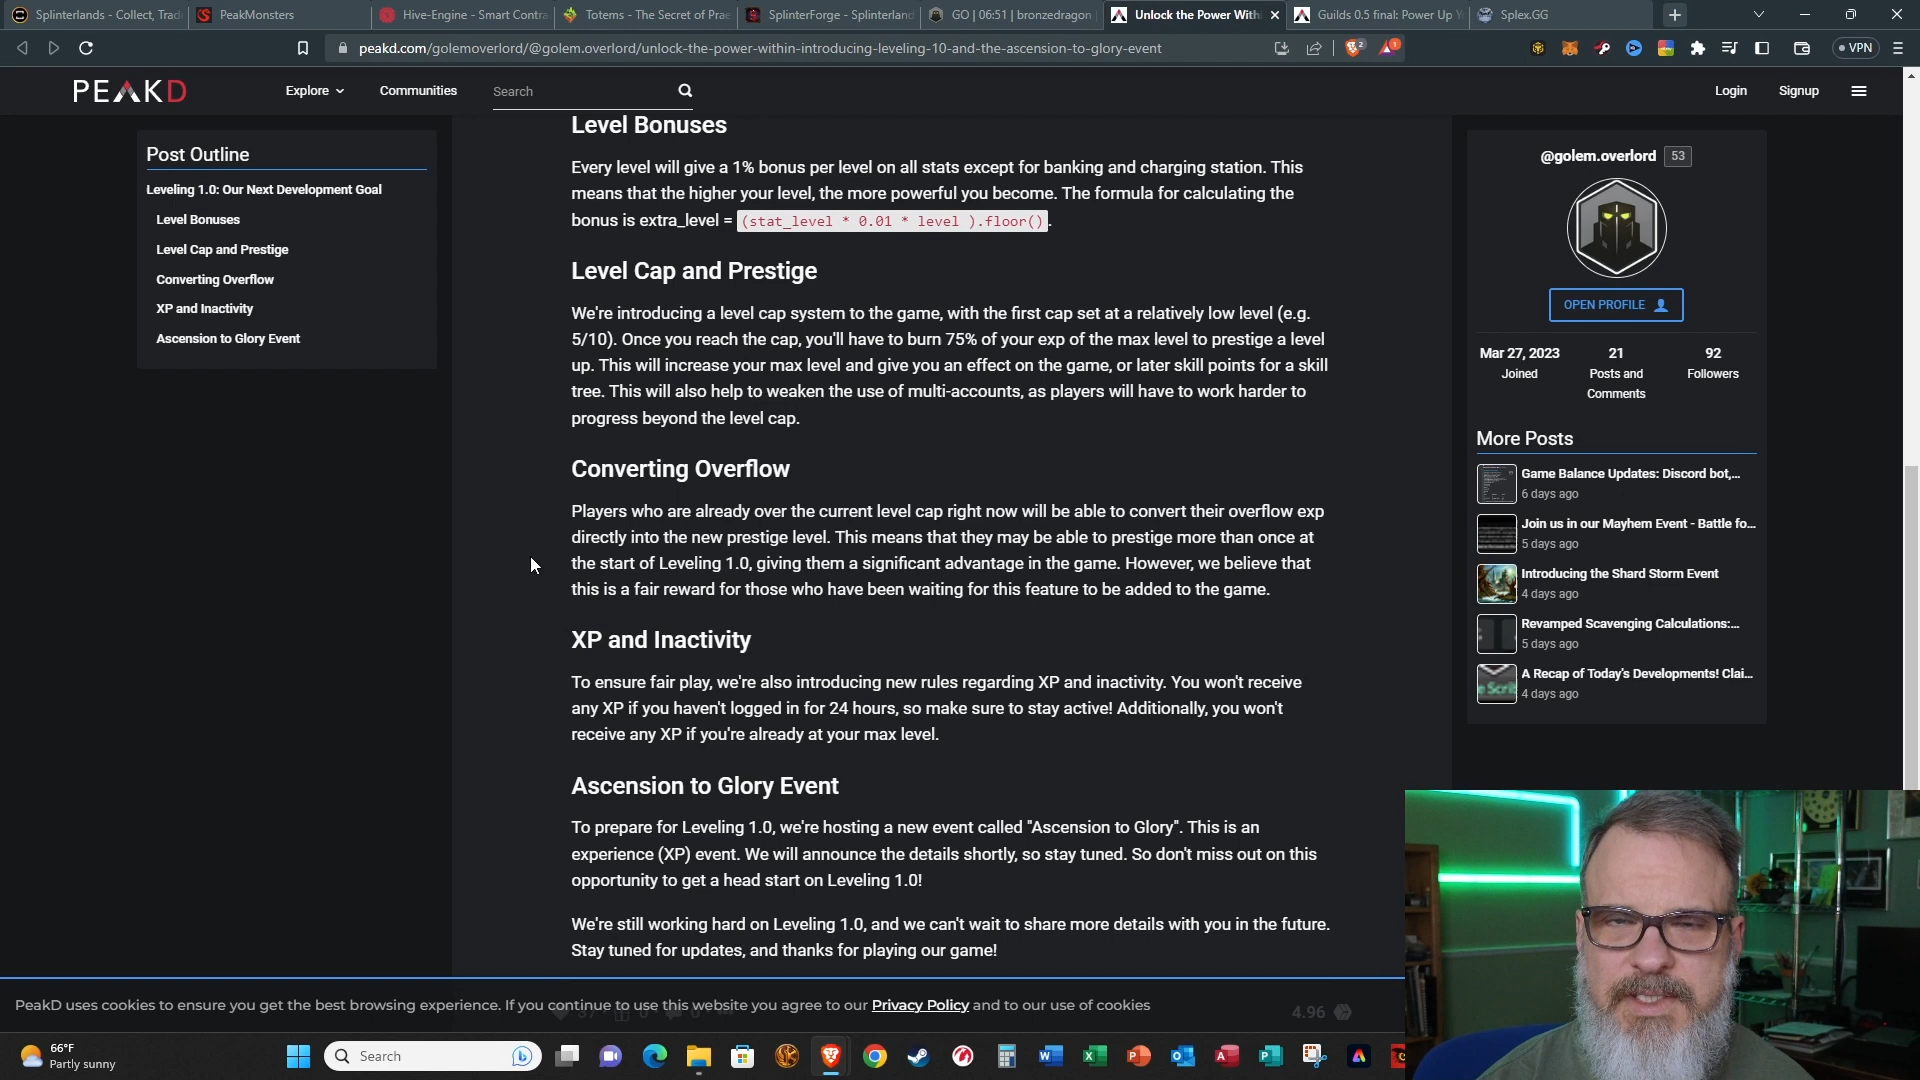 Splinterlands - Collect, Trad
PeakMonsters
Hive-Engine - Smart Contra
Totems - The Secret of Prae
SplinterForge - Splinterland
GO | 06:51 | bronzedragon
Unlock the Power With
Guilds 0.5 final: Power Up Y
Splex.GG
peakd.com/golemoverlord/@golem.overlord/unlock-the-power-within-introducing-leveling-10-and-the-ascension-to-glory-event
2
1
VPN
PEAKD
Explore
Communities
Search
Login
Signup
Post Outline
Leveling 1.0: Our Next Development Goal
Level Bonuses
Level Cap and Prestige
Converting Overflow
XP and Inactivity
Ascension to Glory Event
Level Bonuses
Every level will give a 1% bonus per level on all stats except for banking and charging station. This
means that the higher your level, the more powerful you become. The formula for calculating the
bonus is extra_level = (stat_level * 0.01 * level ).floor().
Level Cap and Prestige
We're introducing a level cap system to the game, with the first cap set at a relatively low level (e.g.
5/10). Once you reach the cap, you'll have to burn 75% of your exp of the max level to prestige a level
up. This will increase your max level and give you an effect on the game, or later skill points for a skill
tree. This will also help to weaken the use of multi-accounts, as players will have to work harder to
progress beyond the level cap.
Converting Overflow
Players who are already over the current level cap right now will be able to convert their overflow exp
directly into the new prestige level. This means that they may be able to prestige more than once at
the start of Leveling 1.0, giving them a significant advantage in the game. However, we believe that
this is a fair reward for those who have been waiting for this feature to be added to the game.
XP and Inactivity
To ensure fair play, we're also introducing new rules regarding XP and inactivity. You won't receive
any XP if you haven't logged in for 24 hours, so make sure to stay active! Additionally, you won't
receive any XP if you're already at your max level.
Ascension to Glory Event
To prepare for Leveling 1.0, we're hosting a new event called "Ascension to Glory". This is an
experience (XP) event. We will announce the details shortly, so stay tuned. So don't miss out on this
opportunity to get a head start on Leveling 1.0!
We're still working hard on Leveling 1.0, and we can't wait to share more details with you in the future.
Stay tuned for updates, and thanks for playing our game!
@golem.overlord 53
OPEN PROFILE
Mar 27, 2023
Joined
21
Posts and
Comments
92
Followers
More Posts
Game Balance Updates: Discord bot,...
6 days ago
Join us in our Mayhem Event - Battle fo...
5 days ago
Introducing the Shard Storm Event
4 days ago
Revamped Scavenging Calculations:...
5 days ago
A Recap of Today's Developments! Clai...
4 days ago
PeakD uses cookies to ensure you get the best browsing experience. If you continue to use this website you agree to our Privacy Policy and to our use of cookies
4.96
66°F
Partly sunny
Search